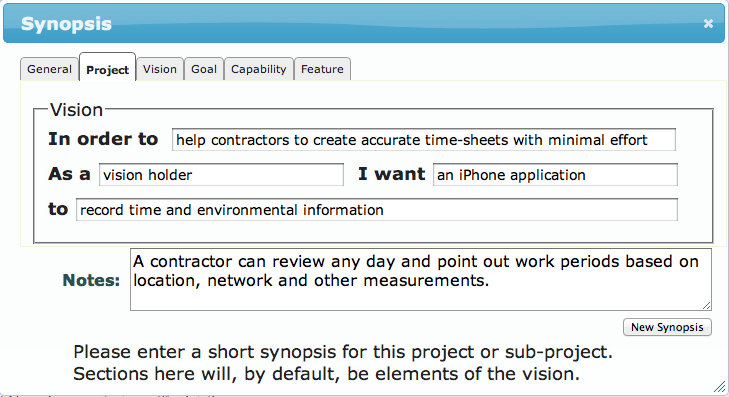 Synopsis
General Project Vision Goal Capability Feature
Vision
In order to help contractors to create accurate time-sheets with minimal effort
As a vision holder I want an iPhone application
to record time and environmental information
Notes: A contractor can review any day and point out work periods based on
location, network and other measurements.
New Synopsis
Please enter a short synopsis for this project or sub-project.
Sections here will, by default, be elements of the vision.